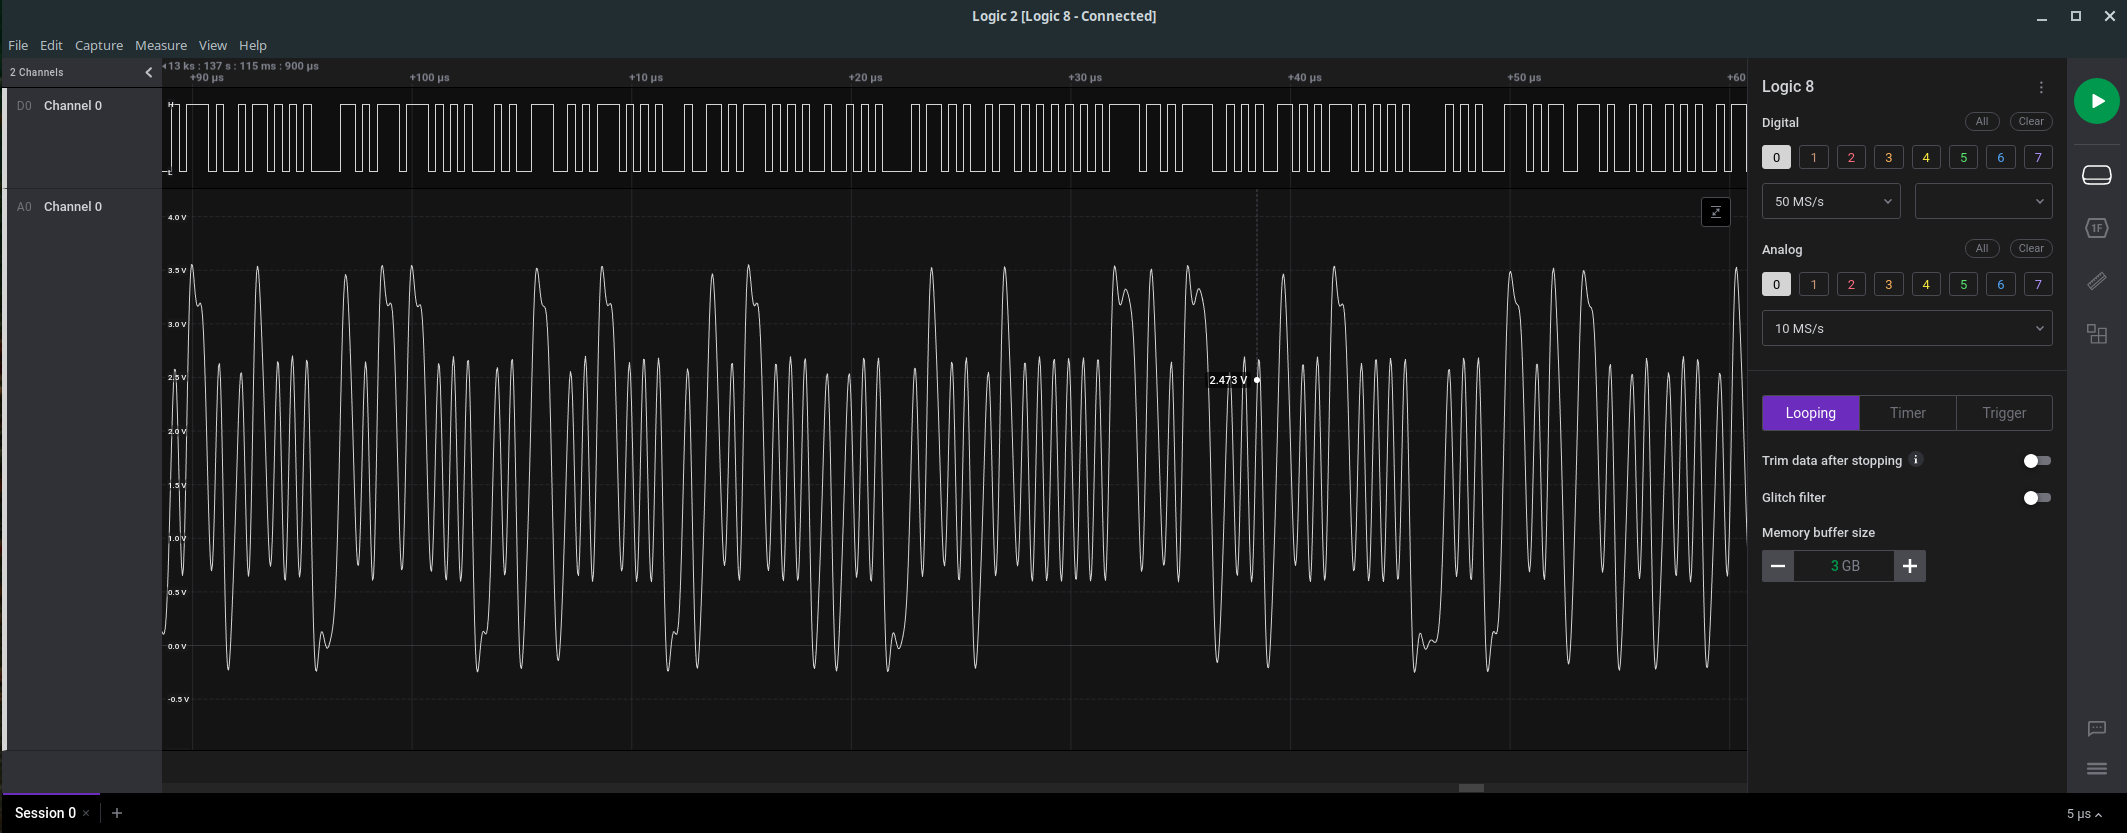 Logic 2 [Logic 8 - Connected]
File Edit Capture Measure View Help
2 Channels
13 ks : 137 s : 115 ms : 900 µs
+90 µs +100 µs +10 µs +20 µs +30 µs +40 µs +50 µs +60
D0 Channel 0
H
L
A0 Channel 0
4.0 V
3.5 V
3.0 V
2.5 V
2.0 V
1.5 V
1.0 V
0.5 V
0.0 V
-0.5 V
2.473 V
Logic 8
Digital All Clear
0 1 2 3 4 5 6 7
50 MS/s
Analog All Clear
0 1 2 3 4 5 6 7
10 MS/s
Looping Timer Trigger
Trim data after stopping i
Glitch filter
Memory buffer size
− 3 GB +
1F
Session 0 × +
5 µs